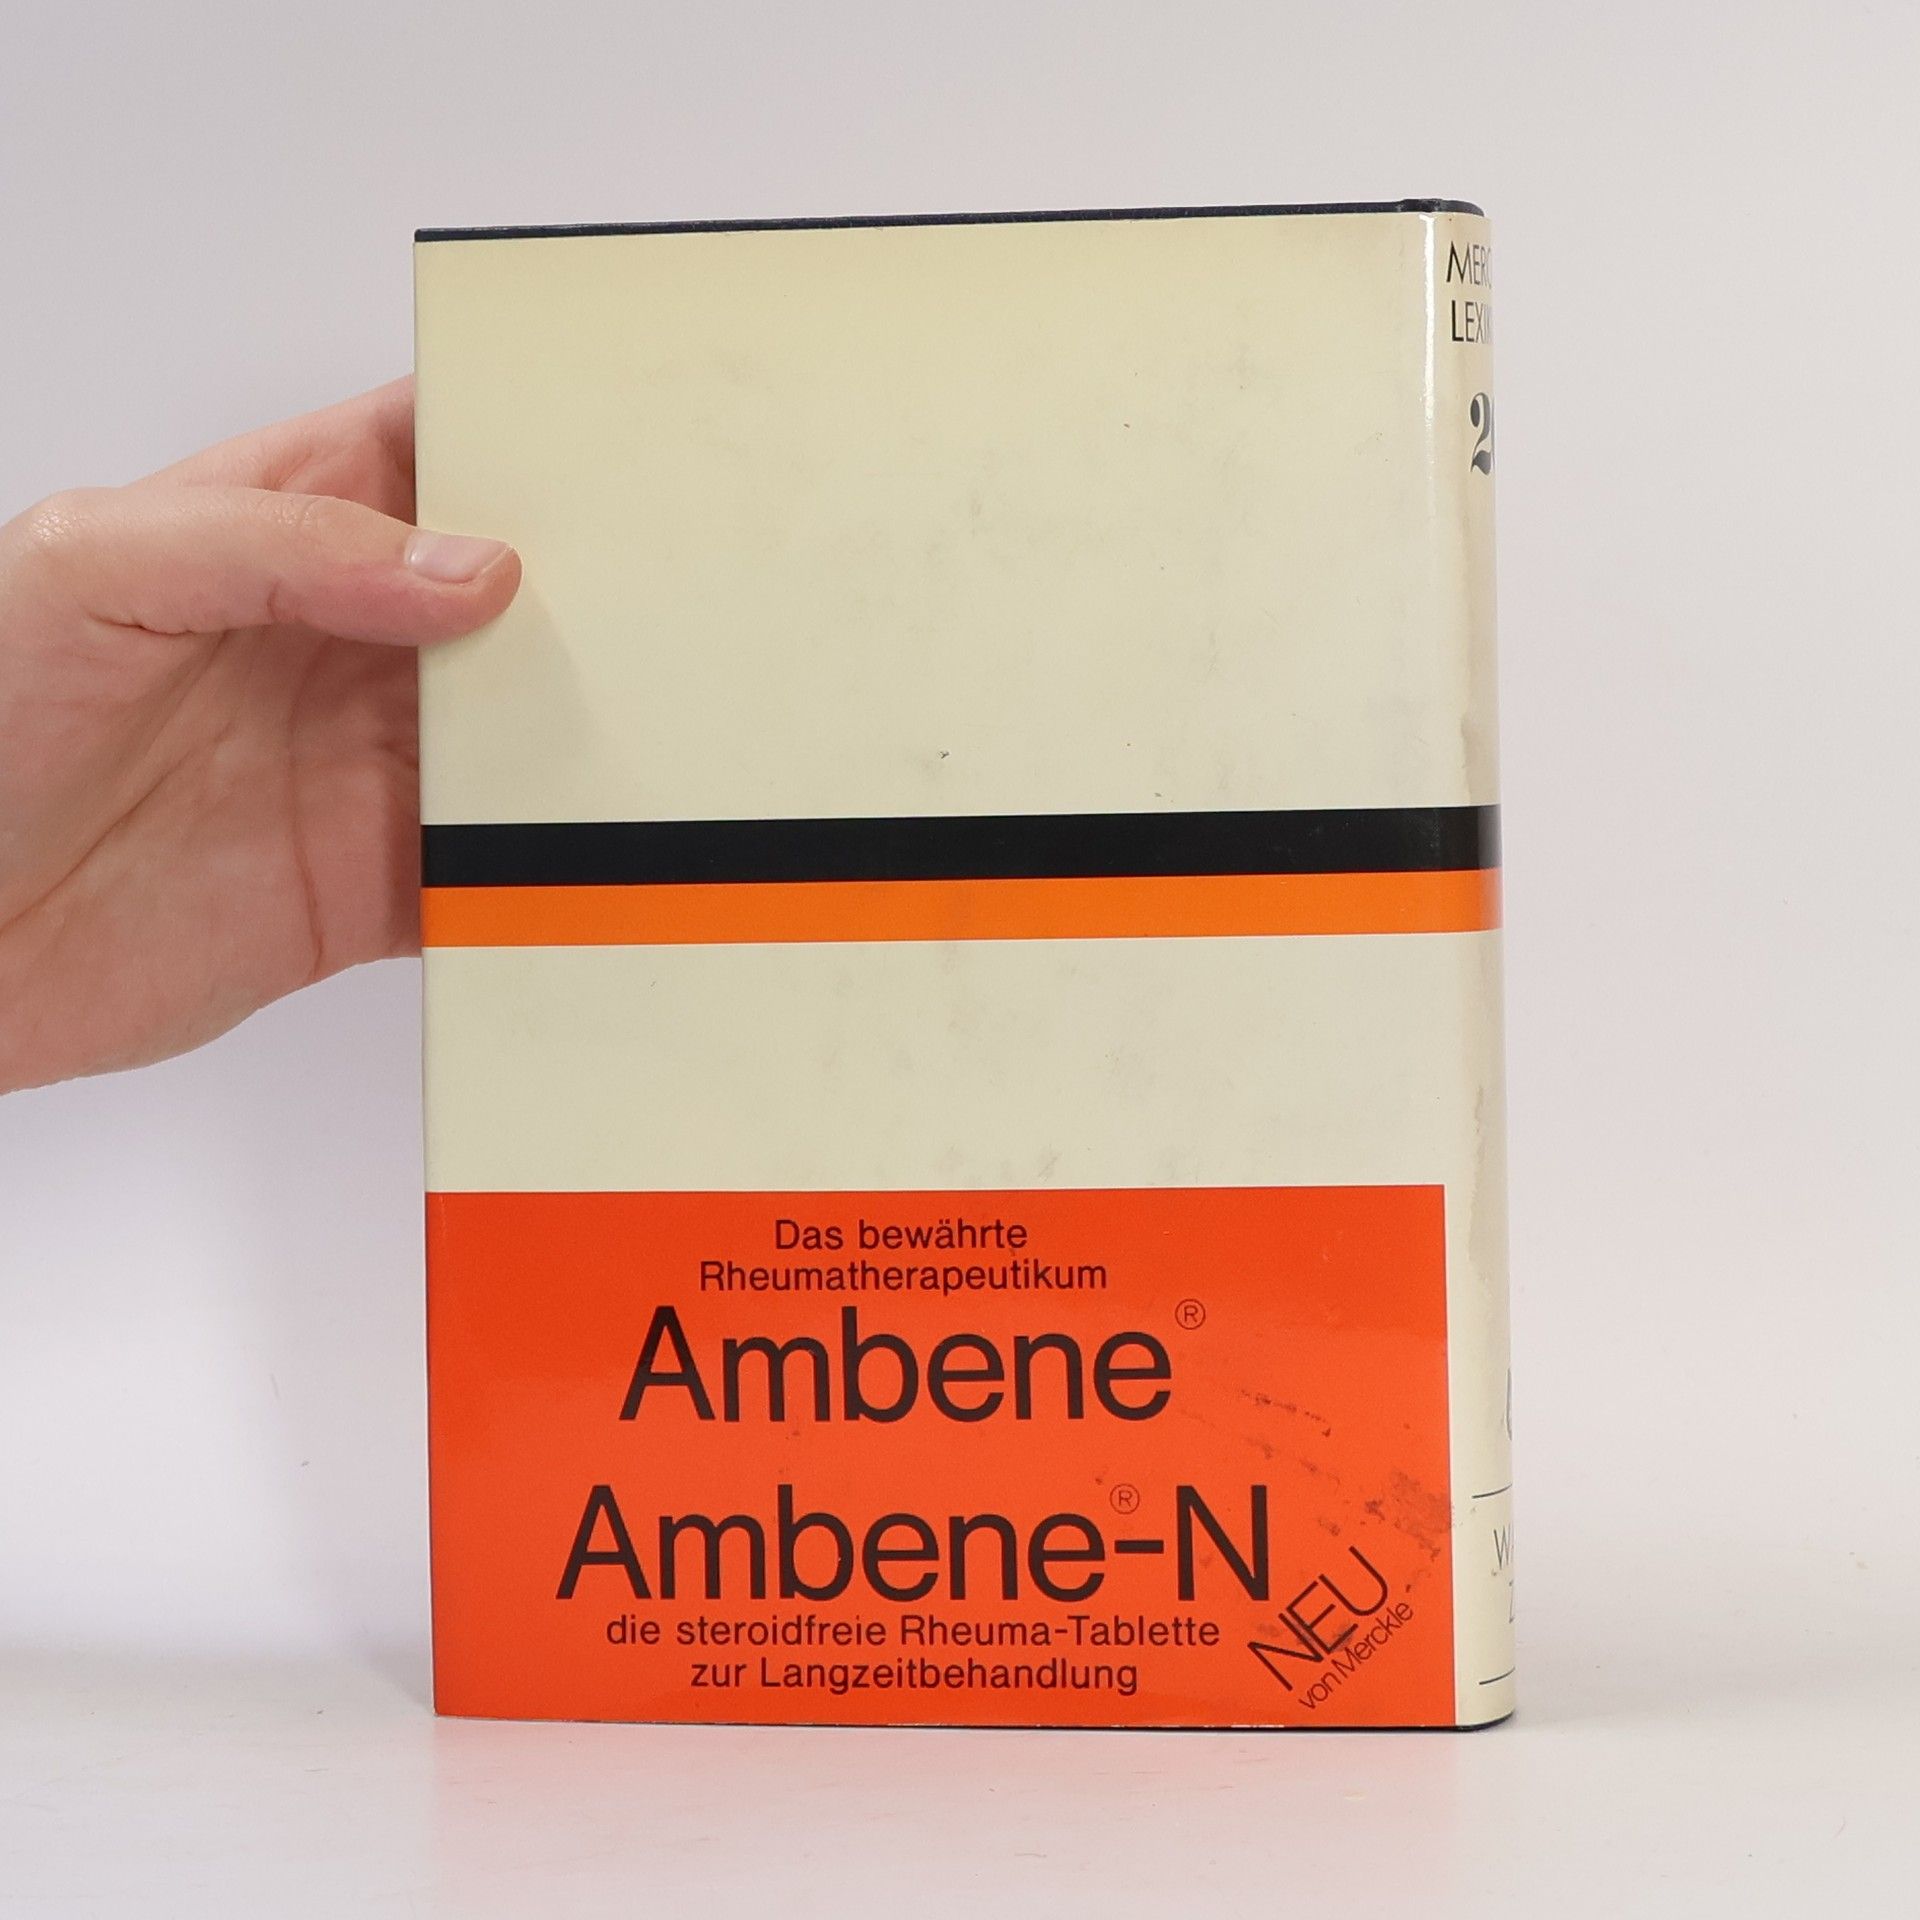 Das bewährte
Rheumatherapeutikum
Ambene®
Ambene®-N
die steroidfreie Rheuma-Tablette
zur Langzeitbehandlung
NEU
von Merckle